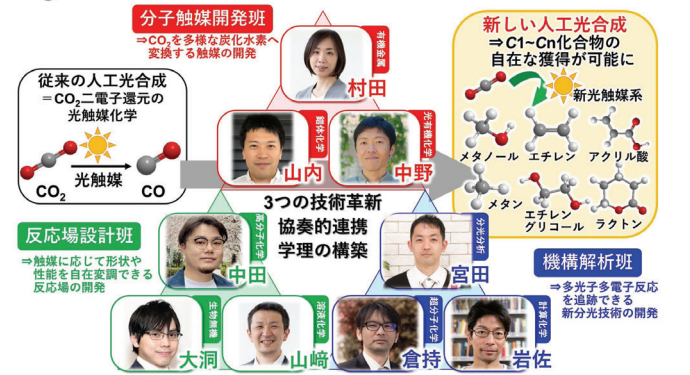 分子触媒開発班
⇒CO₂を多様な炭化水素へ
変換する触媒の開発
有機金属
村田
錯体化学
山内
光有機化学
中野
従来の人工光合成
＝CO₂二電子還元の
光触媒化学
CO₂
光触媒
CO
新しい人工光合成
⇒C1~Cn化合物の
自在な獲得が可能に
新光触媒系
メタノール
エチレン
アクリル酸
メタン
エチレン
グリコール
ラクトン
3つの技術革新
協奏的連携
学理の構築
反応場設計班
⇒触媒に応じて形状や
性能を自在変調できる
反応場の開発
高分子化学
中田
生物無機
大洞
溶液化学
山﨑
分光分析
宮田
超分子化学
倉持
計算化学
岩佐
機構解析班
⇒多光子多電子反応
を追跡できる
新分光技術の開発